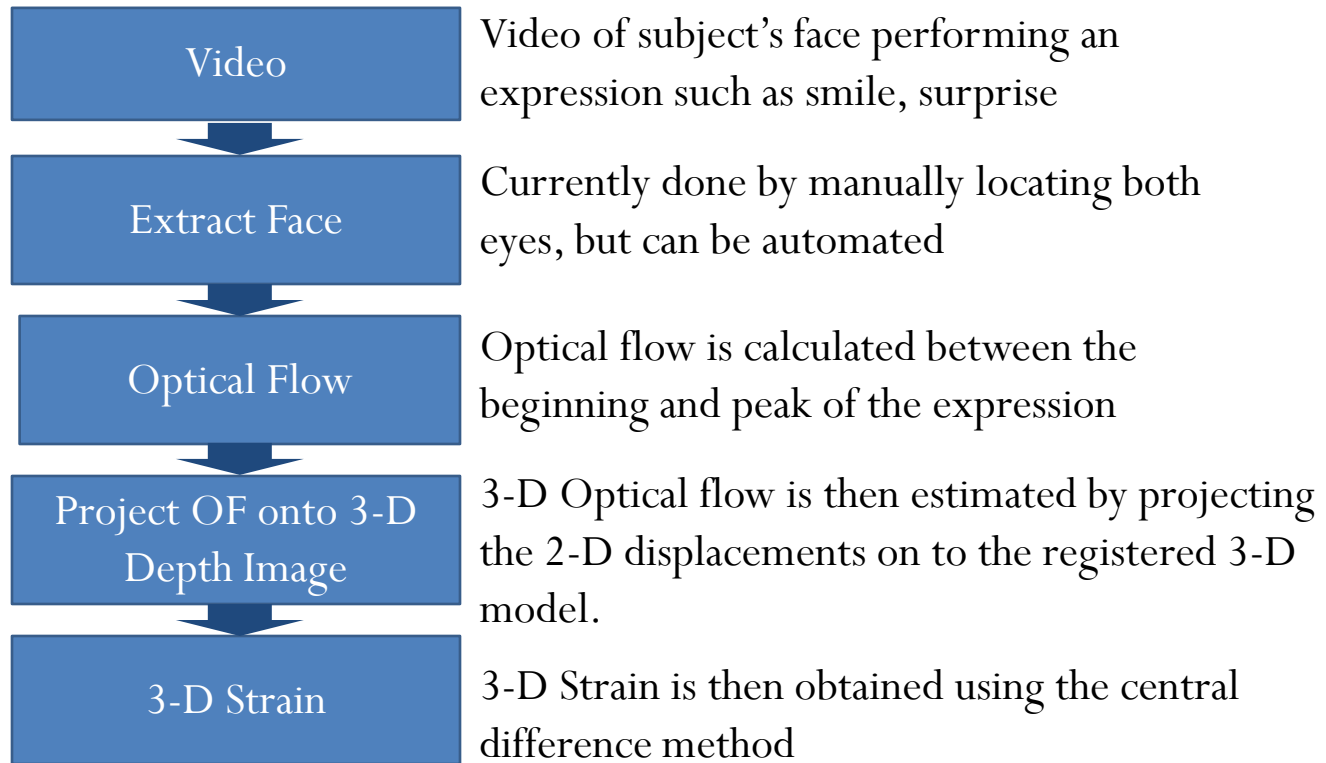 Video
Video of subject’s face performing an
expression such as smile, surprise
Extract Face
Currently done by manually locating both
eyes, but can be automated
Optical Flow
Optical flow is calculated between the
beginning and peak of the expression
Project OF onto 3-D
Depth Image
3-D Optical flow is then estimated by projecting
the 2-D displacements on to the registered 3-D
model.
3-D Strain
3-D Strain is then obtained using the central
difference method